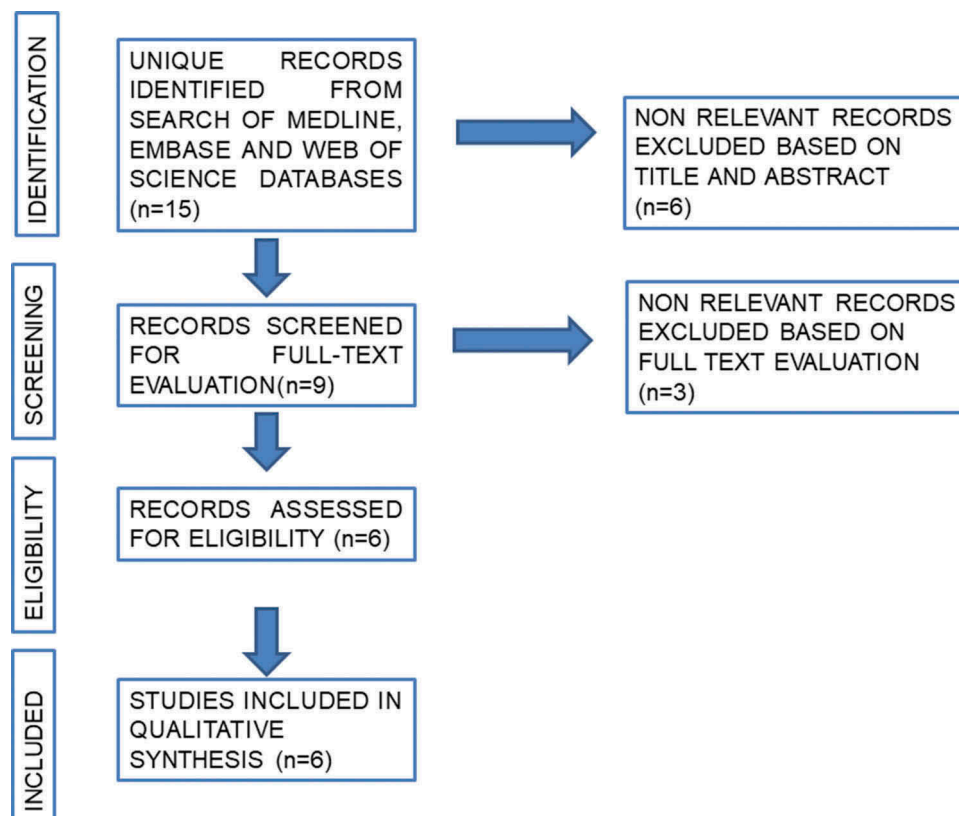 IDENTIFICATION
UNIQUE RECORDS
IDENTIFIED FROM
SEARCH OF MEDLINE,
EMBASE AND WEB OF
SCIENCE DATABASES
(n=15)
NON RELEVANT RECORDS
EXCLUDED BASED ON
TITLE AND ABSTRACT
(n=6)
SCREENING
RECORDS SCREENED
FOR FULL-TEXT
EVALUATION(n=9)
NON RELEVANT RECORDS
EXCLUDED BASED ON
FULL TEXT EVALUATION
(n=3)
ELIGIBILITY
RECORDS ASSESSED
FOR ELIGIBILITY (n=6)
INCLUDED
STUDIES INCLUDED IN
QUALITATIVE
SYNTHESIS (n=6)